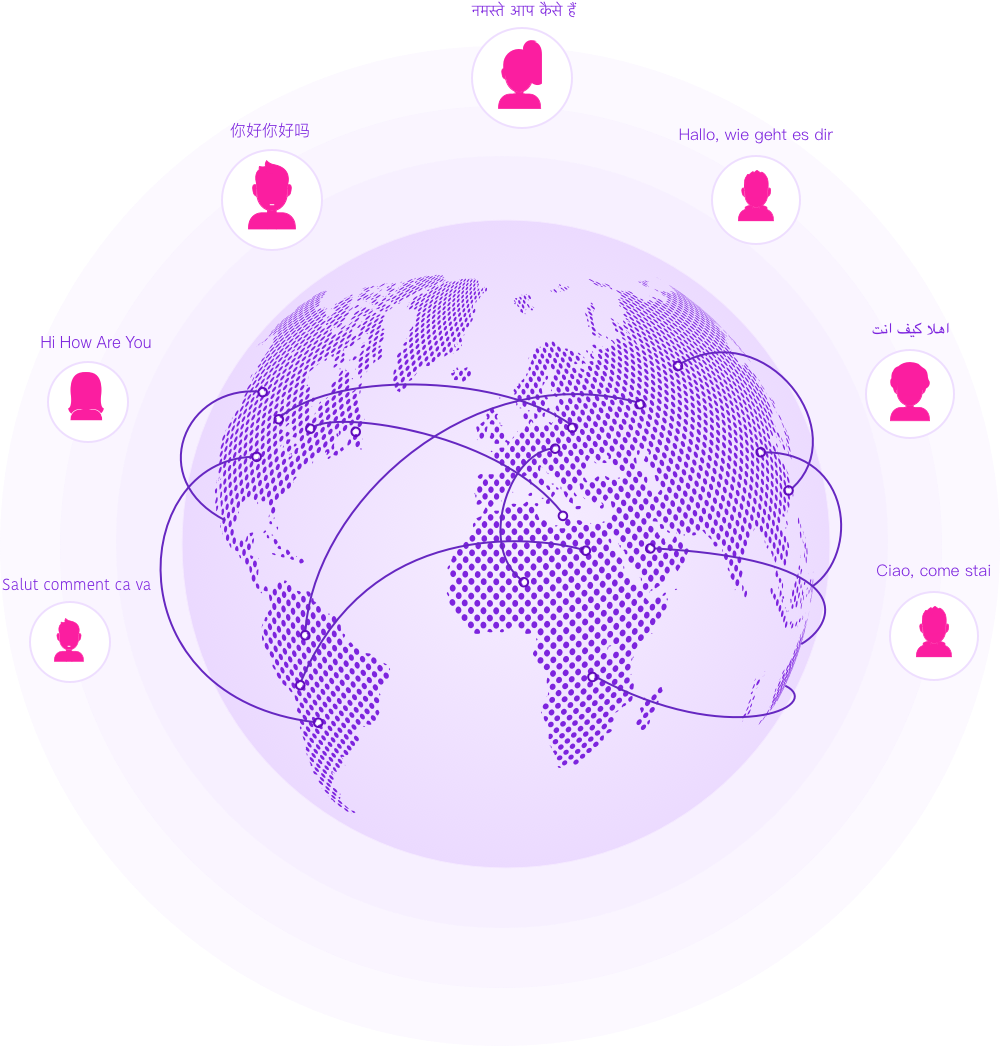 नमस्ते आप कैसे हैं
你好你好吗
Hallo, wie geht es dir
اهلا كيف انت
Hi How Are You
Salut comment ca va
Ciao, come stai